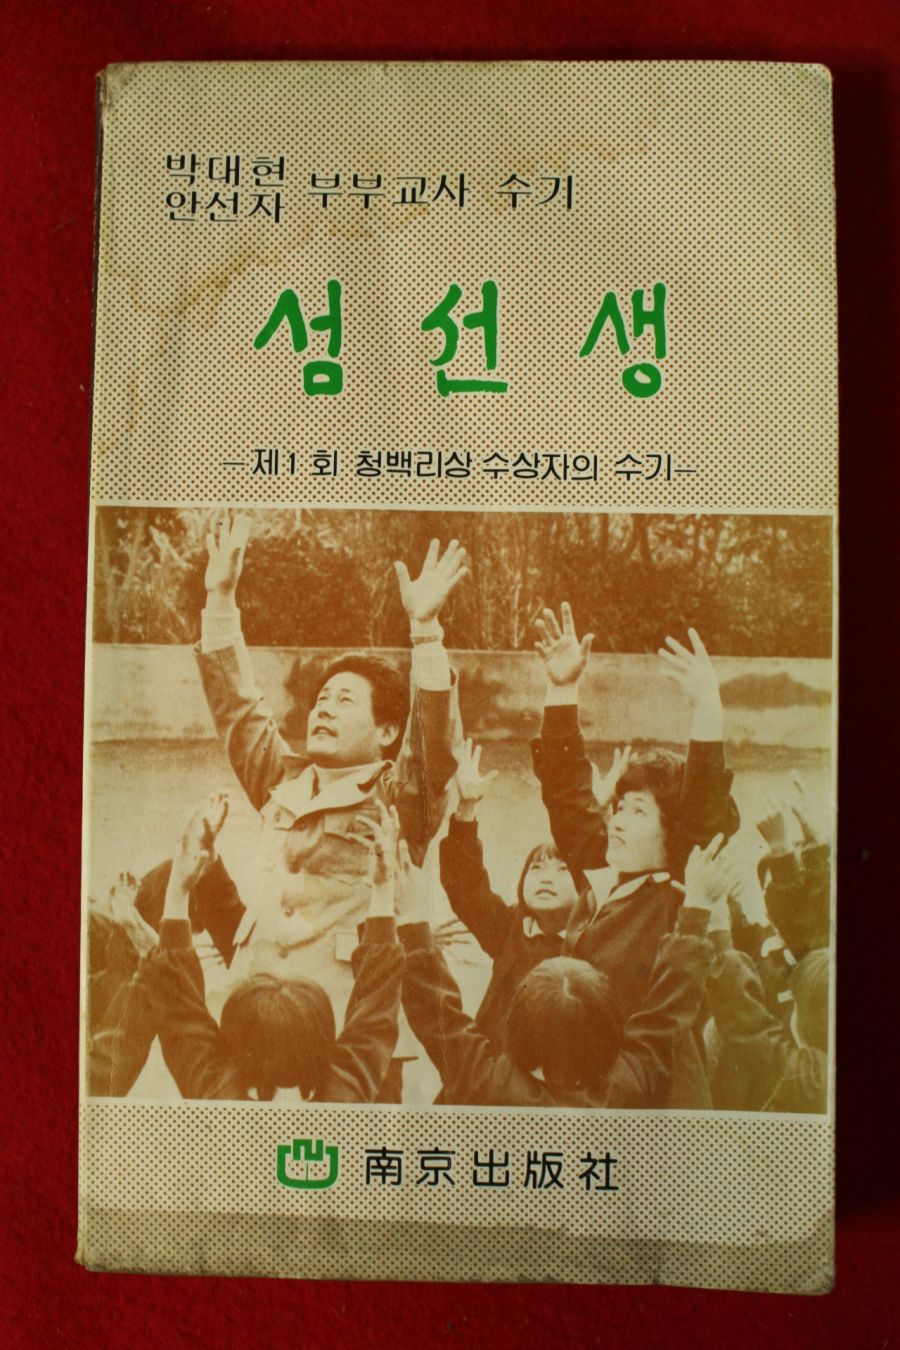 박대현
안선자 부부교사 수기
섬 선 생
—제1회 청백리상 수상자의 수기—
南京出版社